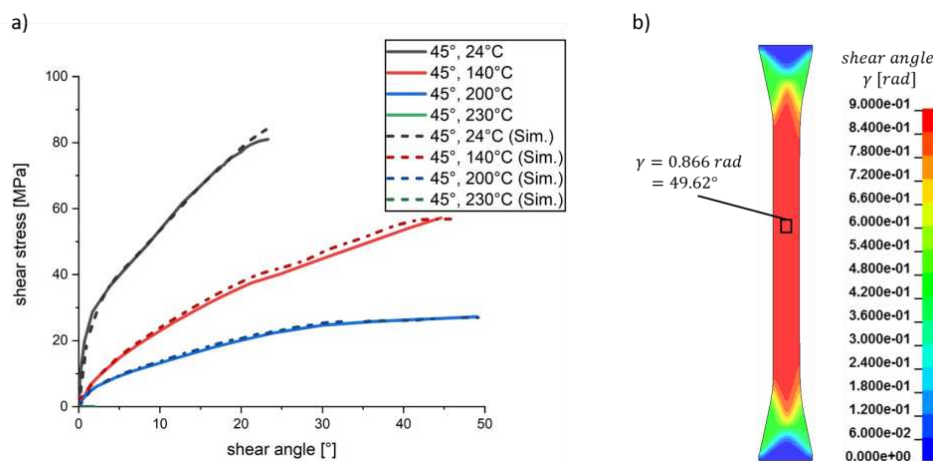 a)
100
80
60
40
20
0
shear stress [MPa]
0
10
20
30
40
50
shear angle [°]
45°, 24°C
45°, 140°C
45°, 200°C
45°, 230°C
45°, 24°C (Sim.)
45°, 140°C (Sim.)
45°, 200°C (Sim.)
45°, 230°C (Sim.)
b)
γ = 0.866 rad
= 49.62°
shear angle
γ [rad]
9.000e-01
8.400e-01
7.800e-01
7.200e-01
6.600e-01
6.000e-01
5.400e-01
4.800e-01
4.200e-01
3.600e-01
3.000e-01
2.400e-01
1.800e-01
1.200e-01
6.000e-02
0.000e+00